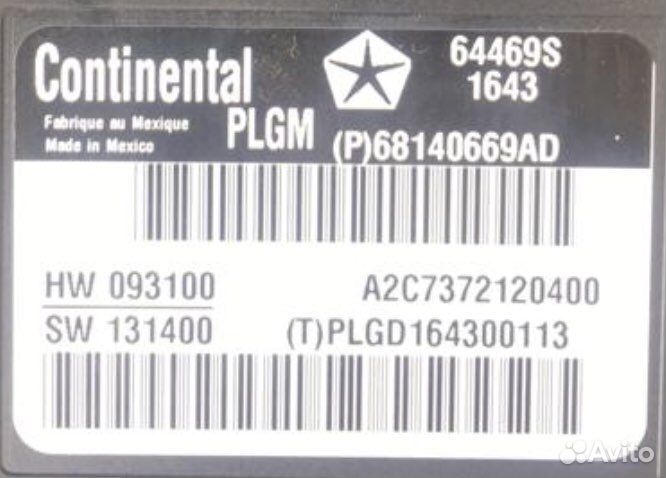 Continental
64469S
1643
Fabrique au Mexique
Made in Mexico
PLGM
(P)68140669AD
HW 093100
A2C7372120400
SW 131400
(T)PLGD164300113
Avito